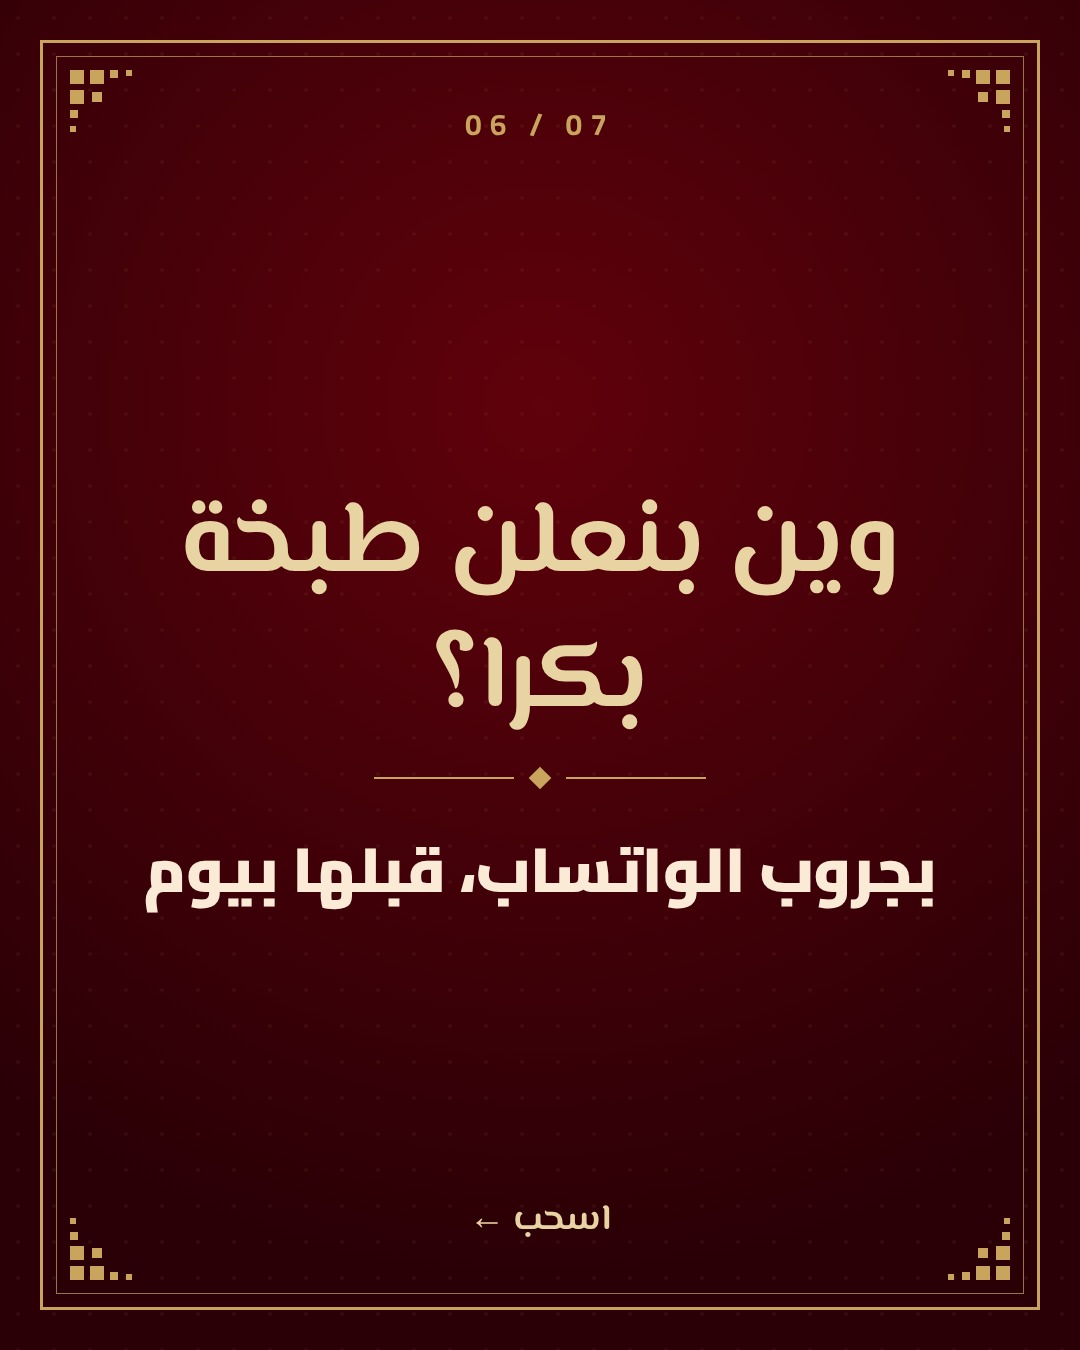 06 / 07
وين بنعلن طبخة
بكرا؟
بجروب الواتساب، قبلها بيوم
اسحب ←